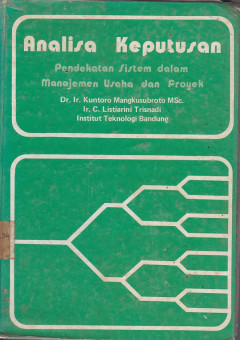 Analisa Keputusan
Pendekatan Sistem dalam
Manajemen Usaha dan Proyek
Dr. Ir. Kuntoro Mangkusubroto MSc.
Ir. C. Listiarini Trisnadi
Institut Teknologi Bandung